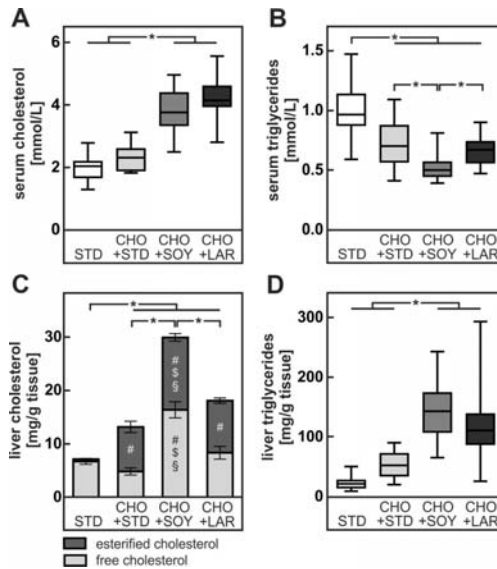 A
serum cholesterol
[mmol/L]
6
4
2
0
*
STD
CHO
+STD
CHO
+SOY
CHO
+LAR
B
serum triglycerides
[mmol/L]
1.5
1.0
0.5
0.0
*
* *
STD
CHO
+STD
CHO
+SOY
CHO
+LAR
C
liver cholesterol
[mg/g tissue]
30
20
10
0
*
* *
#
#
$
§
#
#
$
§
STD
CHO
+STD
CHO
+SOY
CHO
+LAR
esterified cholesterol
free cholesterol
D
liver triglycerides
[mg/g tissue]
300
200
100
0
*
STD
CHO
+STD
CHO
+SOY
CHO
+LAR